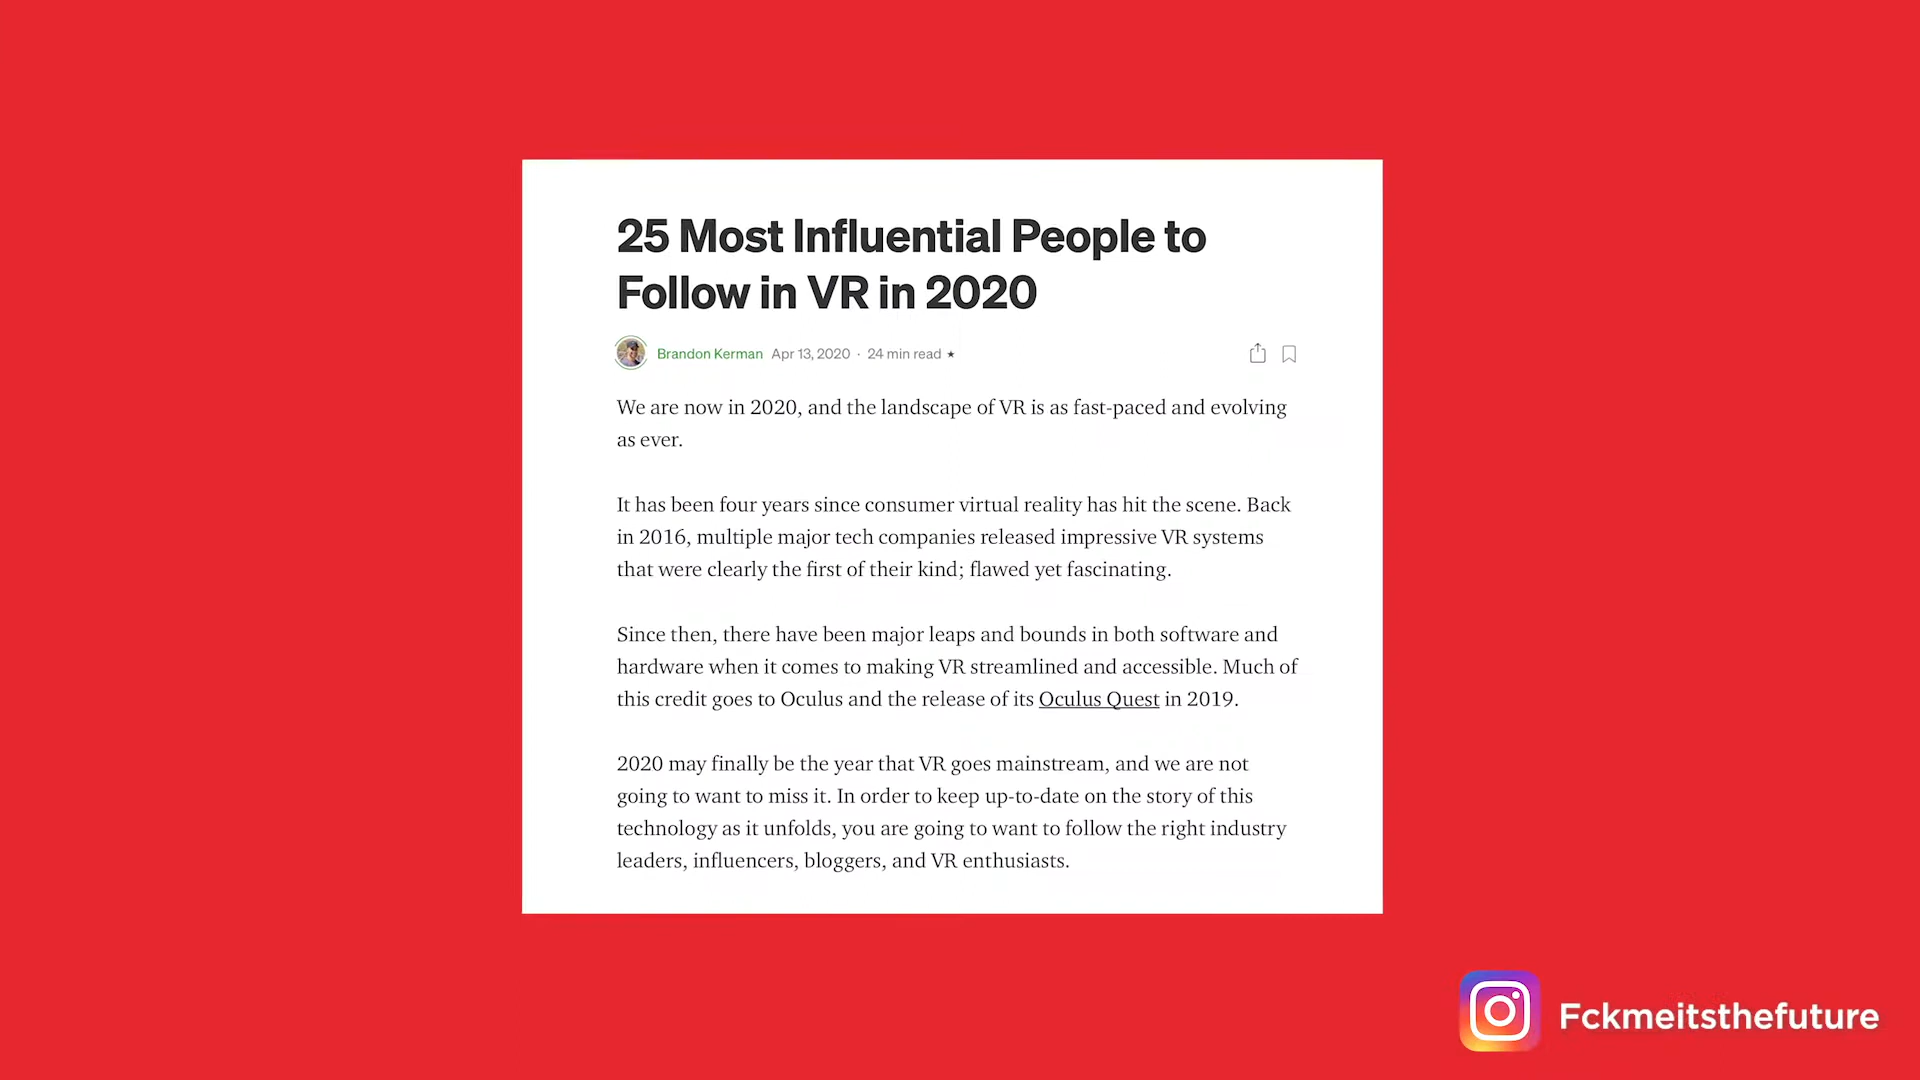 25 Most Influential People to
Follow in VR in 2020
Brandon Kerman Apr 13, 2020 · 24 min read ★
We are now in 2020, and the landscape of VR is as fast-paced and evolving
as ever.
It has been four years since consumer virtual reality has hit the scene. Back
in 2016, multiple major tech companies released impressive VR systems
that were clearly the first of their kind; flawed yet fascinating.
Since then, there have been major leaps and bounds in both software and
hardware when it comes to making VR streamlined and accessible. Much of
this credit goes to Oculus and the release of its Oculus Quest in 2019.
2020 may finally be the year that VR goes mainstream, and we are not
going to want to miss it. In order to keep up-to-date on the story of this
technology as it unfolds, you are going to want to follow the right industry
leaders, influencers, bloggers, and VR enthusiasts.
Fckmeitsthefuture